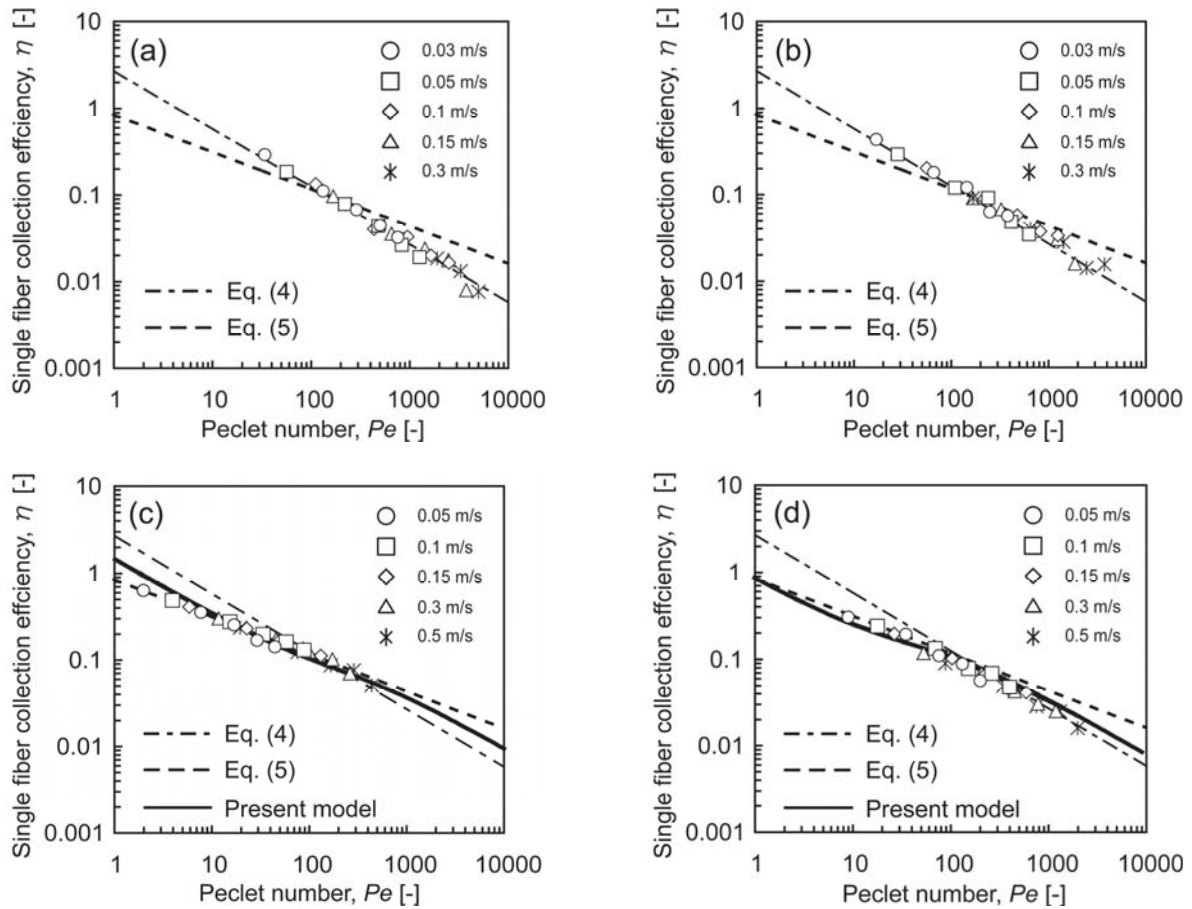 Single fiber collection effciency, η [-]
10
1
0.1
0.01
0.001
(a)
0.03 m/s
0.05 m/s
0.1 m/s
0.15 m/s
0.3 m/s
Eq. (4)
Eq. (5)
1 10 100 1000 10000
Peclet number, Pe [-]
Single fiber collection effciency, η [-]
10
1
0.1
0.01
0.001
(b)
0.03 m/s
0.05 m/s
0.1 m/s
0.15 m/s
0.3 m/s
Eq. (4)
Eq. (5)
1 10 100 1000 10000
Peclet number, Pe [-]
Single fiber collection effciency, η [-]
10
1
0.1
0.01
0.001
(c)
0.05 m/s
0.1 m/s
0.15 m/s
0.3 m/s
0.5 m/s
Eq. (4)
Eq. (5)
Present model
1 10 100 1000 10000
Peclet number, Pe [-]
Single fiber collection effciency, η [-]
10
1
0.1
0.01
0.001
(d)
0.05 m/s
0.1 m/s
0.15 m/s
0.3 m/s
0.5 m/s
Eq. (4)
Eq. (5)
Present model
1 10 100 1000 10000
Peclet number, Pe [-]